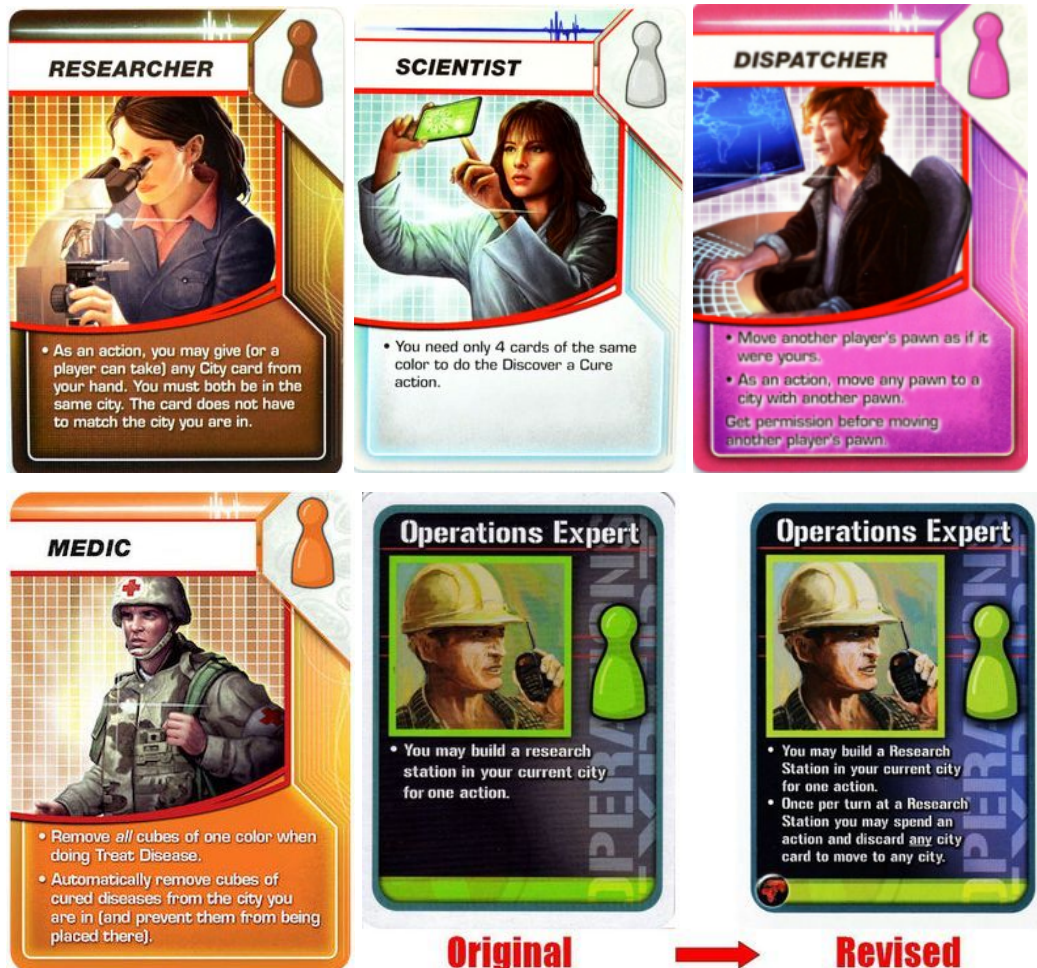 RESEARCHER
• As an action, you may give (or a
player can take) any City card from
your hand. You must both be in the
same city. The card does not have
to match the city you are in.
SCIENTIST
• You need only 4 cards of the same
color to do the Discover a Cure
action.
DISPATCHER
• Move another player's pawn as if it
were yours.
• As an action, move any pawn to a
city with another pawn.
Get permission before moving
another player's pawn.
MEDIC
• Remove all cubes of one color when
doing Treat Disease.
• Automatically remove cubes of
cured diseases from the city you
are in (and prevent them from being
placed there).
Operations Expert
OPERATIONS
• You may build a research
station in your current city
for one action.
Original
Operations Expert
OPERATIONS
• You may build a Research
Station in your current city
for one action.
• Once per turn at a Research
Station you may spend an
action and discard any city
card to move to any city.
Revised